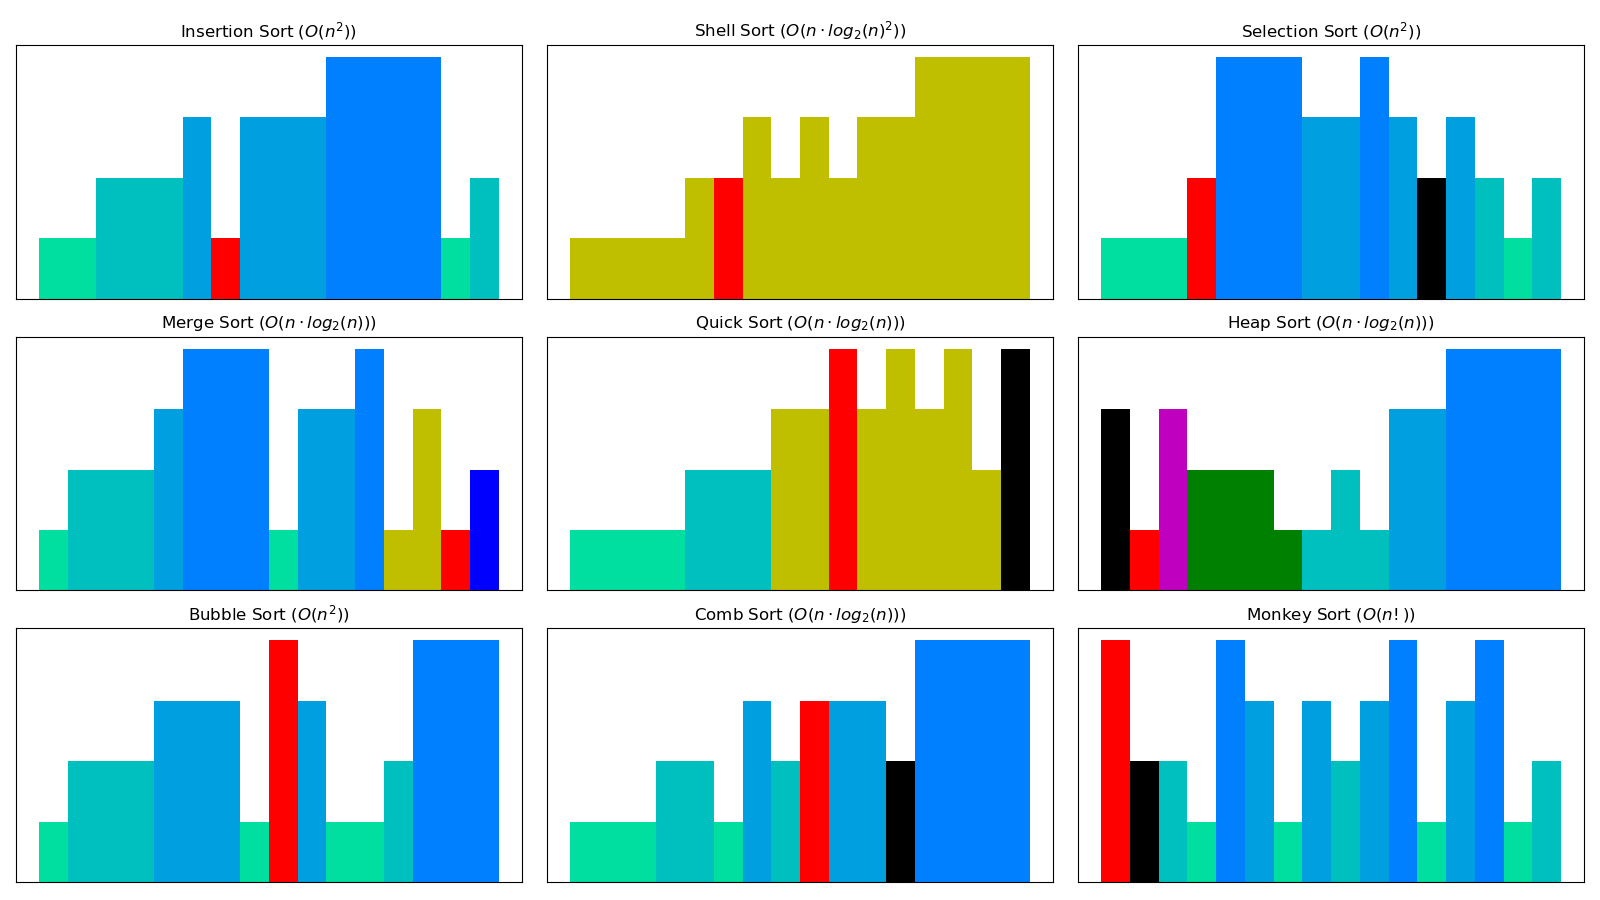 Insertion Sort (O(n²))
Shell Sort (O(n · log₂(n)²))
Selection Sort (O(n²))
Merge Sort (O(n · log₂(n)))
Quick Sort (O(n · log₂(n)))
Heap Sort (O(n · log₂(n)))
Bubble Sort (O(n²))
Comb Sort (O(n · log₂(n)))
Monkey Sort (O(n!))